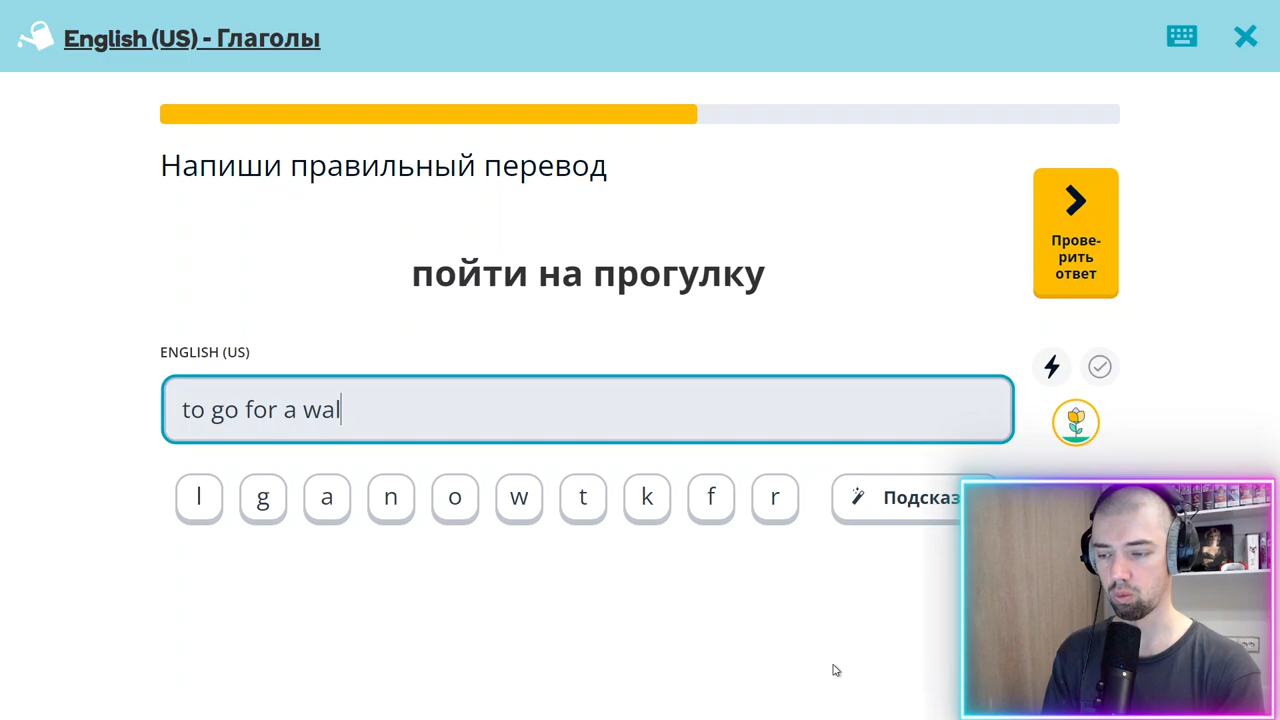 English (US) - Глаголы
Напиши правильный перевод
Прове-
рить
ответ
пойти на прогулку
ENGLISH (US)
to go for a wal
l g a n o w t k f r
Подсказ